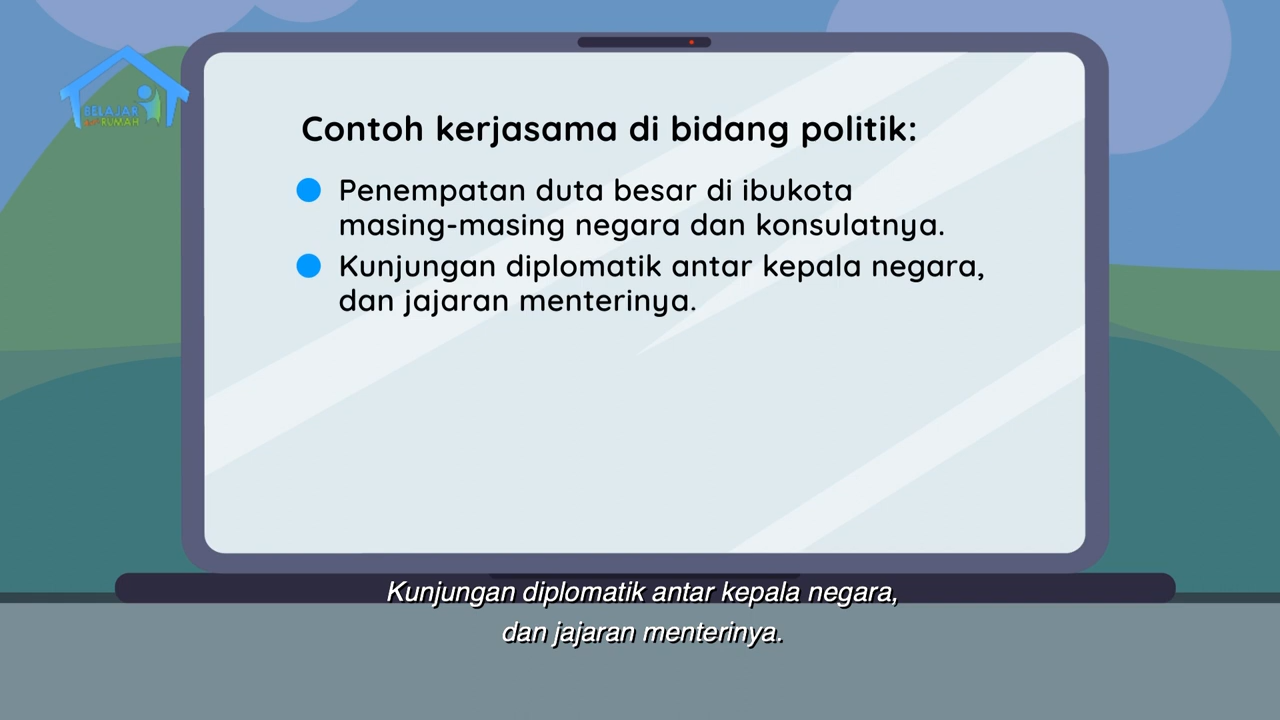 BELAJAR
dari RUMAH
Contoh kerjasama di bidang politik:
Penempatan duta besar di ibukota
masing-masing negara dan konsulatnya.
Kunjungan diplomatik antar kepala negara,
dan jajaran menterinya.
Kunjungan diplomatik antar kepala negara,
dan jajaran menterinya.